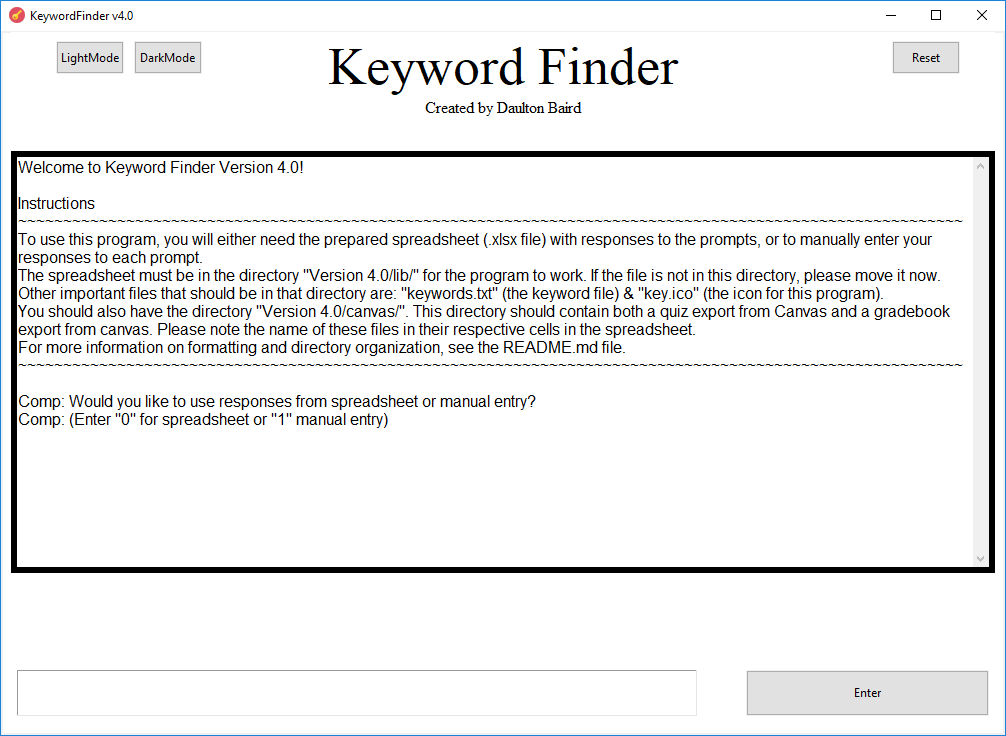 KeywordFinder v4.0
LightMode
DarkMode
Keyword Finder
Reset
Created by Daulton Baird
Welcome to Keyword Finder Version 4.0!
Instructions
~~~~~~~~~~~~~~~~~~~~~~~~~~~~~~~~~~~~~~~~~~~~~~~~~~~~~~~~~~~~~~~~~~~~~~~~~~~~~~~~~~~~~~~~~~~~~~~~~~~~~~~~~
To use this program, you will either need the prepared spreadsheet (.xlsx file) with responses to the prompts, or to manually enter your
responses to each prompt.
The spreadsheet must be in the directory "Version 4.0/lib/" for the program to work. If the file is not in this directory, please move it now.
Other important files that should be in that directory are: "keywords.txt" (the keyword file) & "key.ico" (the icon for this program).
You should also have the directory "Version 4.0/canvas/". This directory should contain both a quiz export from Canvas and a gradebook
export from canvas. Please note the name of these files in their respective cells in the spreadsheet.
For more information on formatting and directory organization, see the README.md file.
~~~~~~~~~~~~~~~~~~~~~~~~~~~~~~~~~~~~~~~~~~~~~~~~~~~~~~~~~~~~~~~~~~~~~~~~~~~~~~~~~~~~~~~~~~~~~~~~~~~~~~~~~
Comp: Would you like to use responses from spreadsheet or manual entry?
Comp: (Enter "0" for spreadsheet or "1" manual entry)
Enter